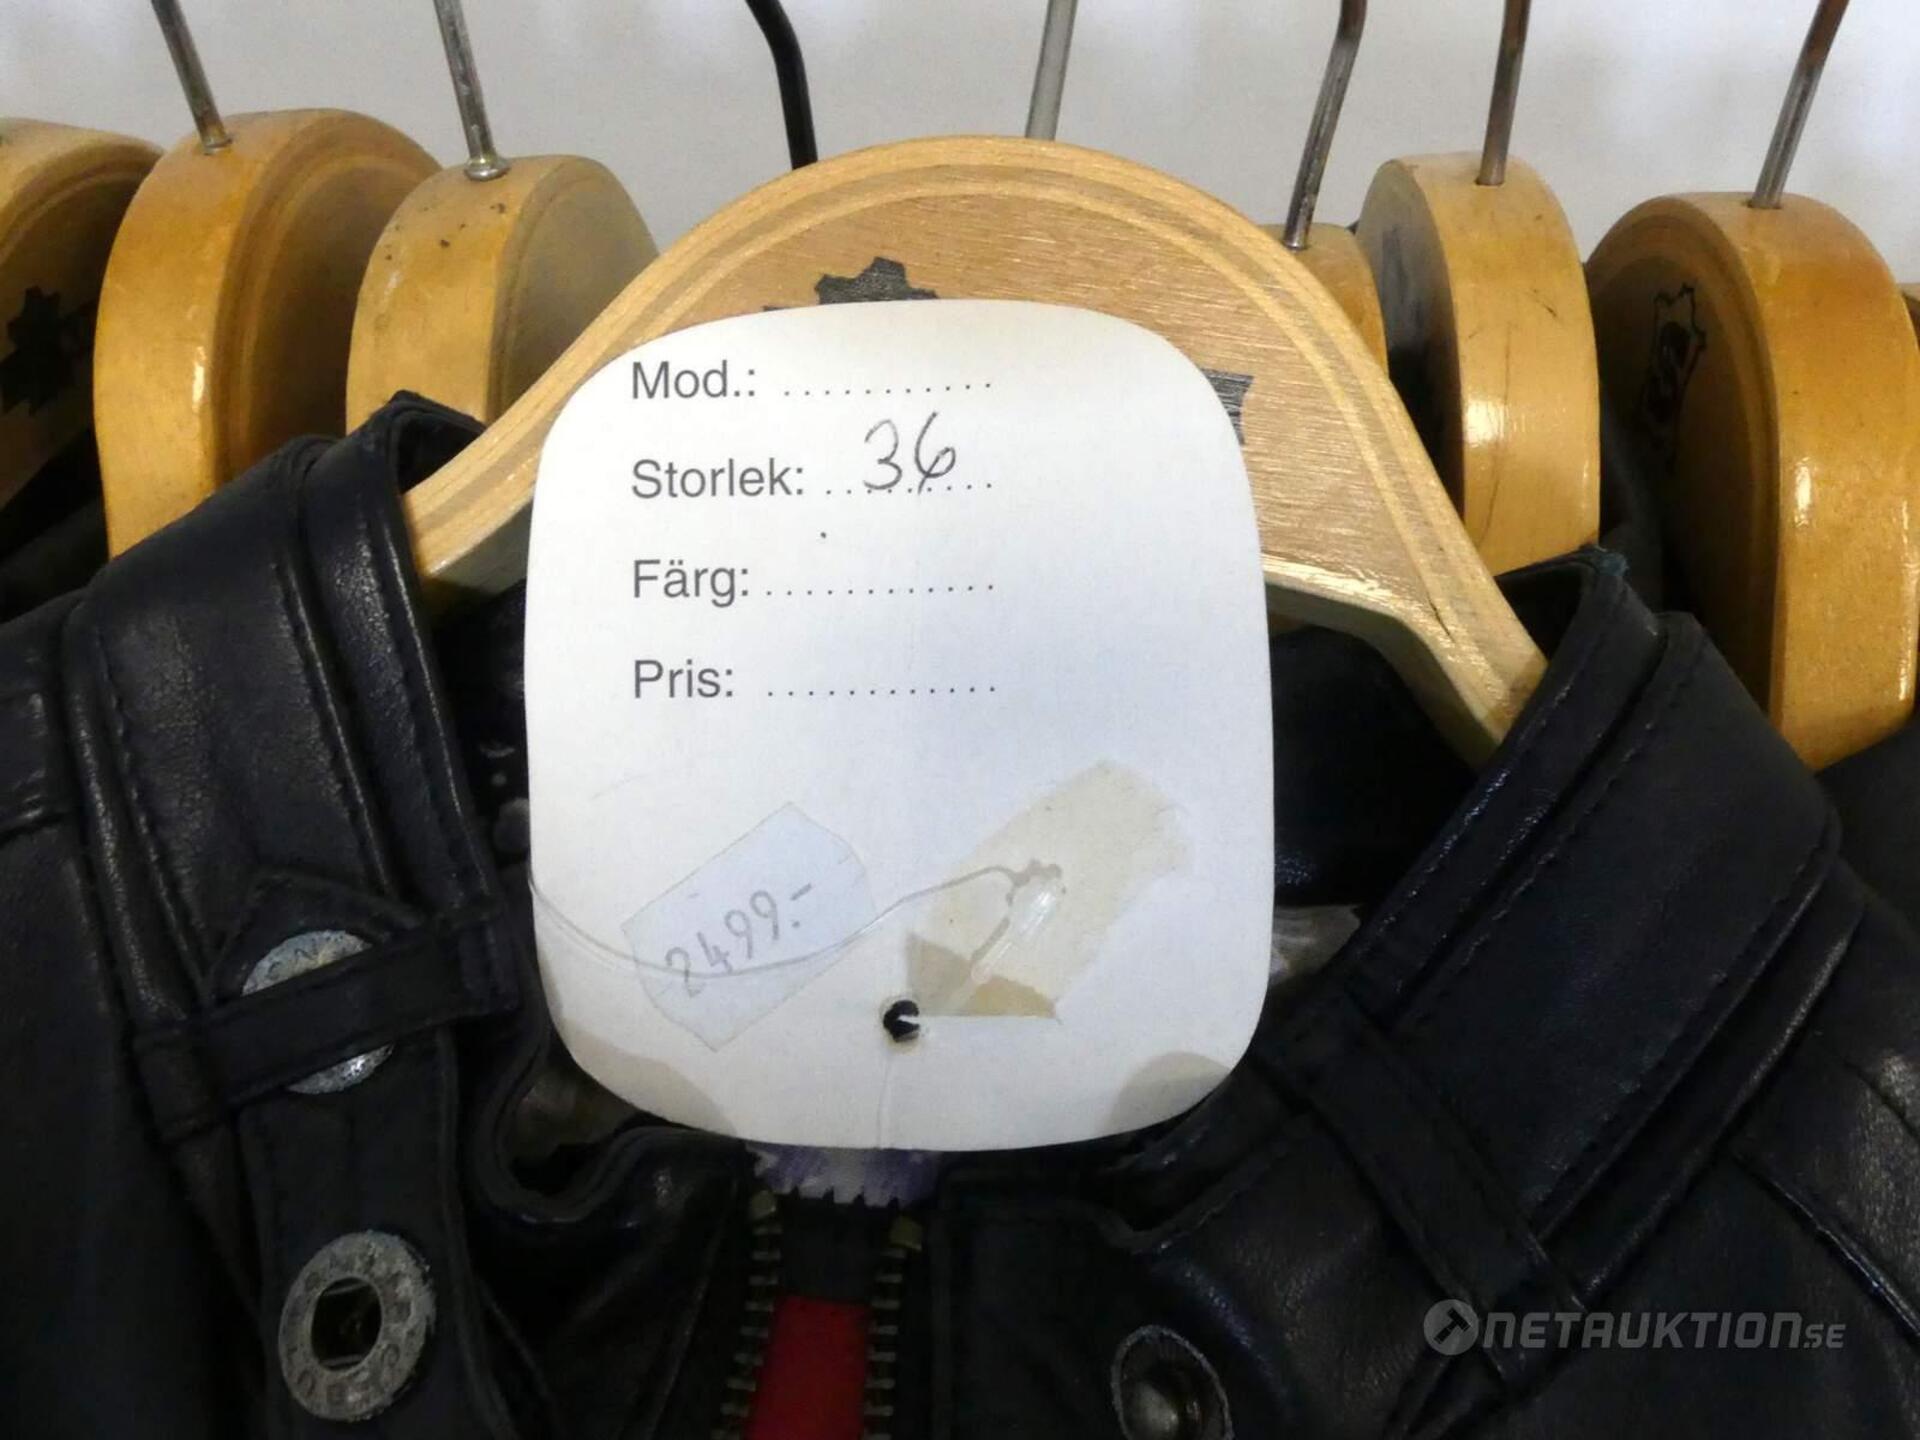 Mod.: ...........
Storlek: ...36...
Färg: ............
Pris: ............
2499.-
NETAUKTION.SE